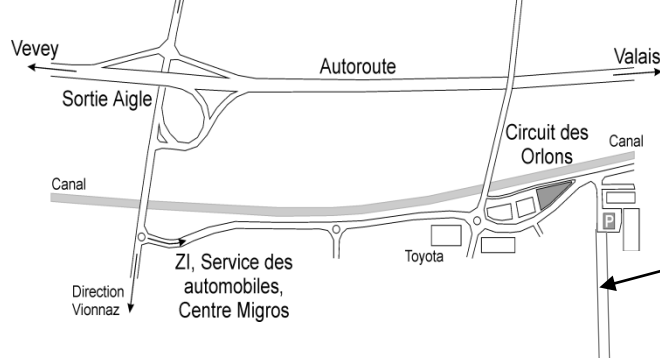 Vevey
Autoroute
Valais
Sortie Aigle
Circuit des
Orlons
Canal
Canal
P
Toyota
ZI, Service des
automobiles,
Centre Migros
Direction
Vionnaz